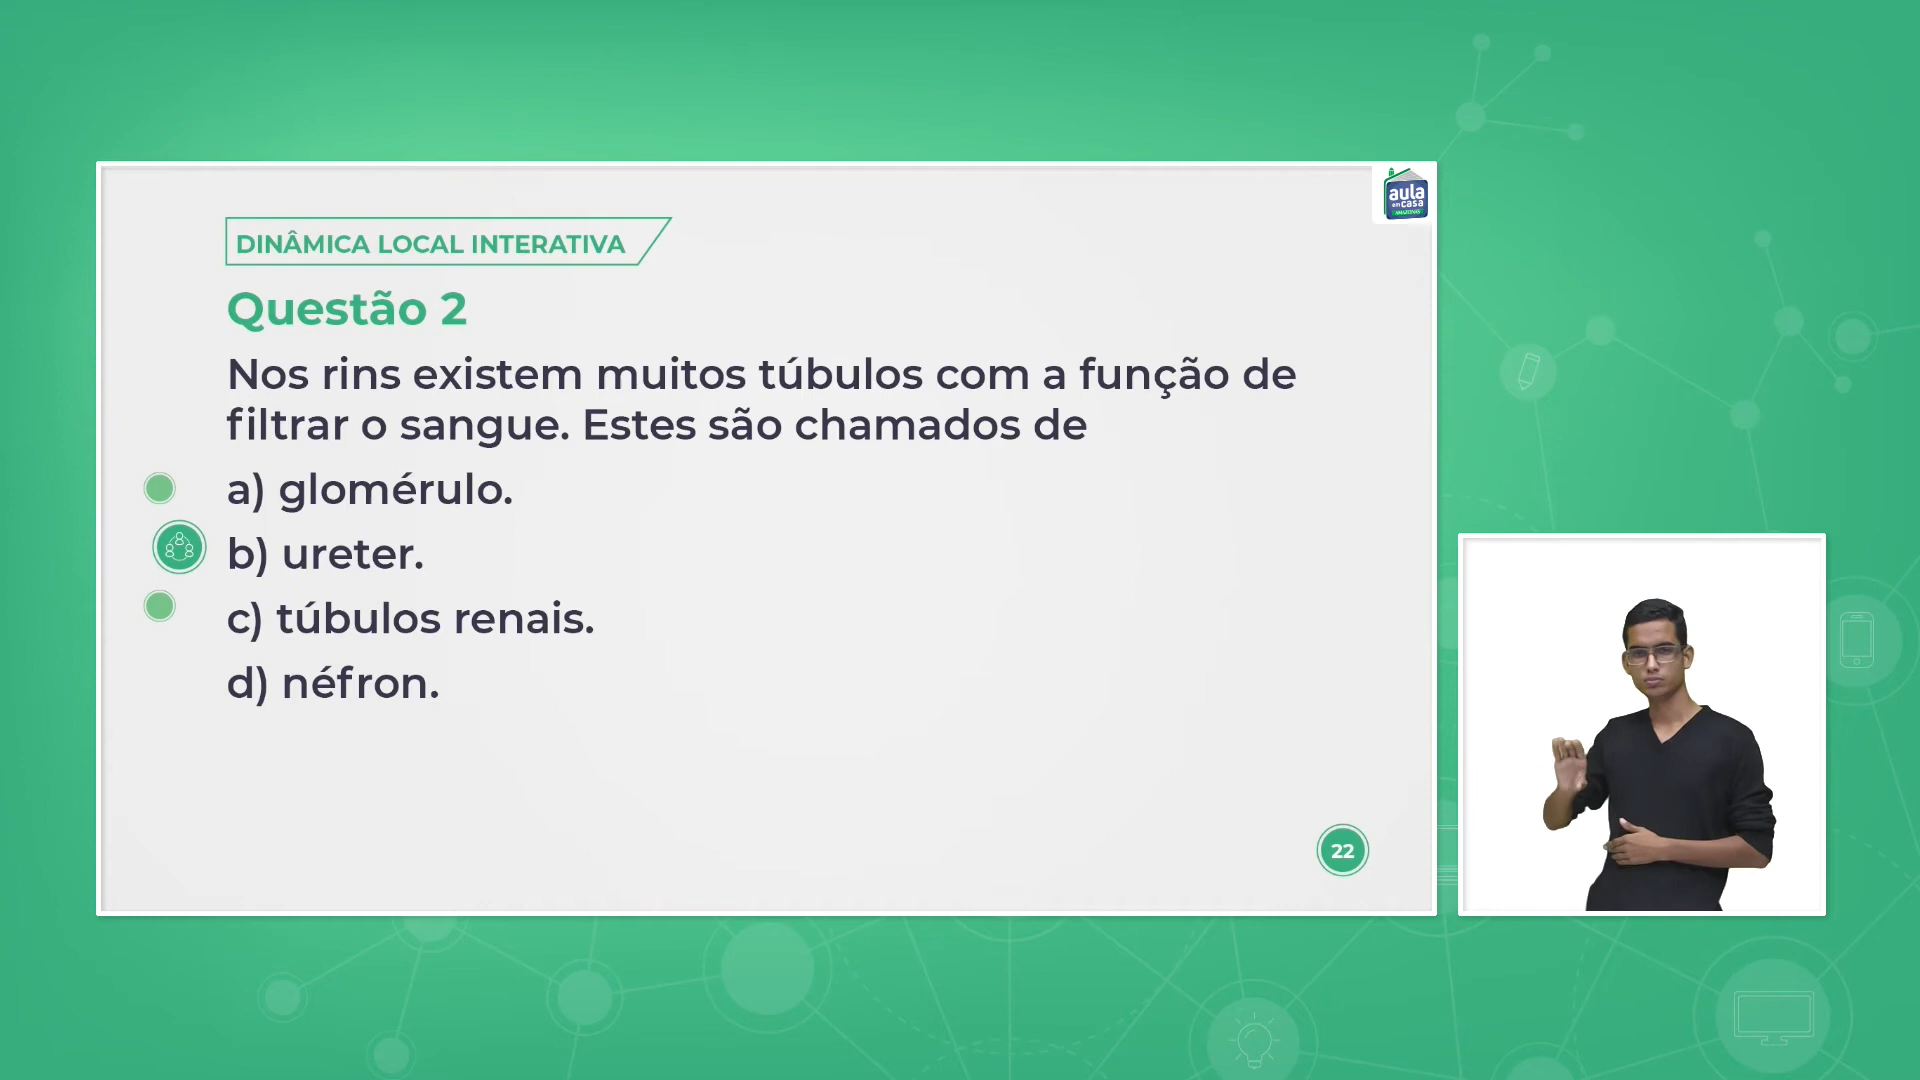 aula
em casa
AMAZONAS
DINÂMICA LOCAL INTERATIVA
Questão 2
Nos rins existem muitos túbulos com a função de
filtrar o sangue. Estes são chamados de
a) glomérulo.
b) ureter.
c) túbulos renais.
d) néfron.
22